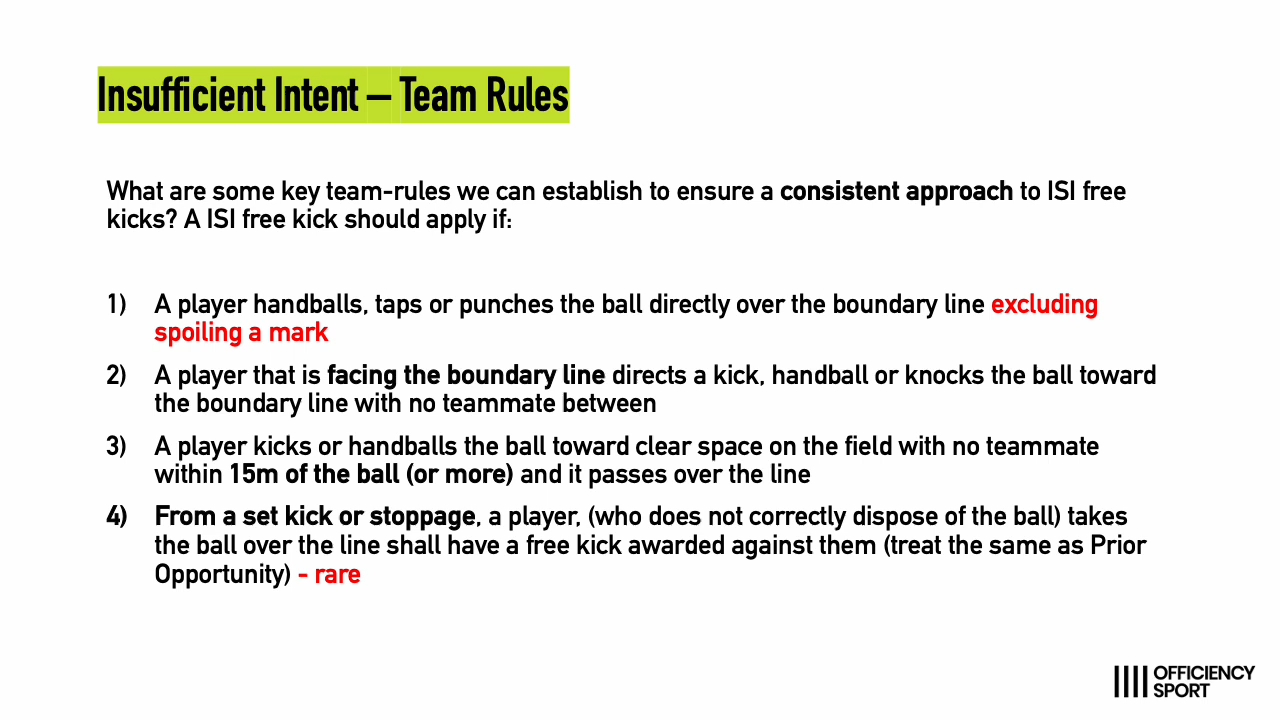 Insufficient Intent – Team Rules
What are some key team-rules we can establish to ensure a consistent approach to ISI free
kicks? A ISI free kick should apply if:
1) A player handballs, taps or punches the ball directly over the boundary line excluding
spoiling a mark
2) A player that is facing the boundary line directs a kick, handball or knocks the ball toward
the boundary line with no teammate between
3) A player kicks or handballs the ball toward clear space on the field with no teammate
within 15m of the ball (or more) and it passes over the line
4) From a set kick or stoppage, a player, (who does not correctly dispose of the ball) takes
the ball over the line shall have a free kick awarded against them (treat the same as Prior
Opportunity) - rare
OFFICIENCY
SPORT